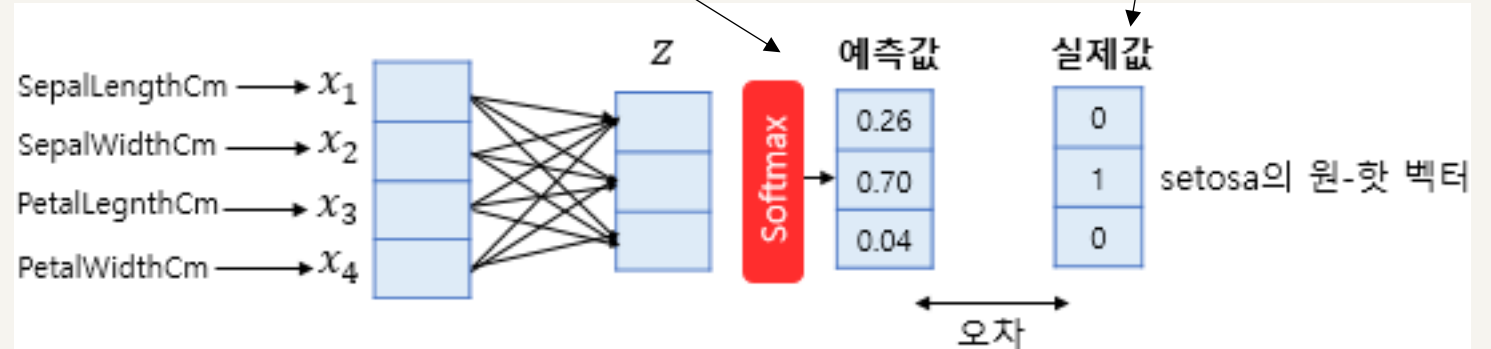 SepalLengthCm x₁
SepalWidthCm x₂
PetalLegnthCm x₃
PetalWidthCm x₄
z
Softmax
예측값
0.26
0.70
0.04
실제값
0
1
0
setosa의 원-핫 벡터
오차